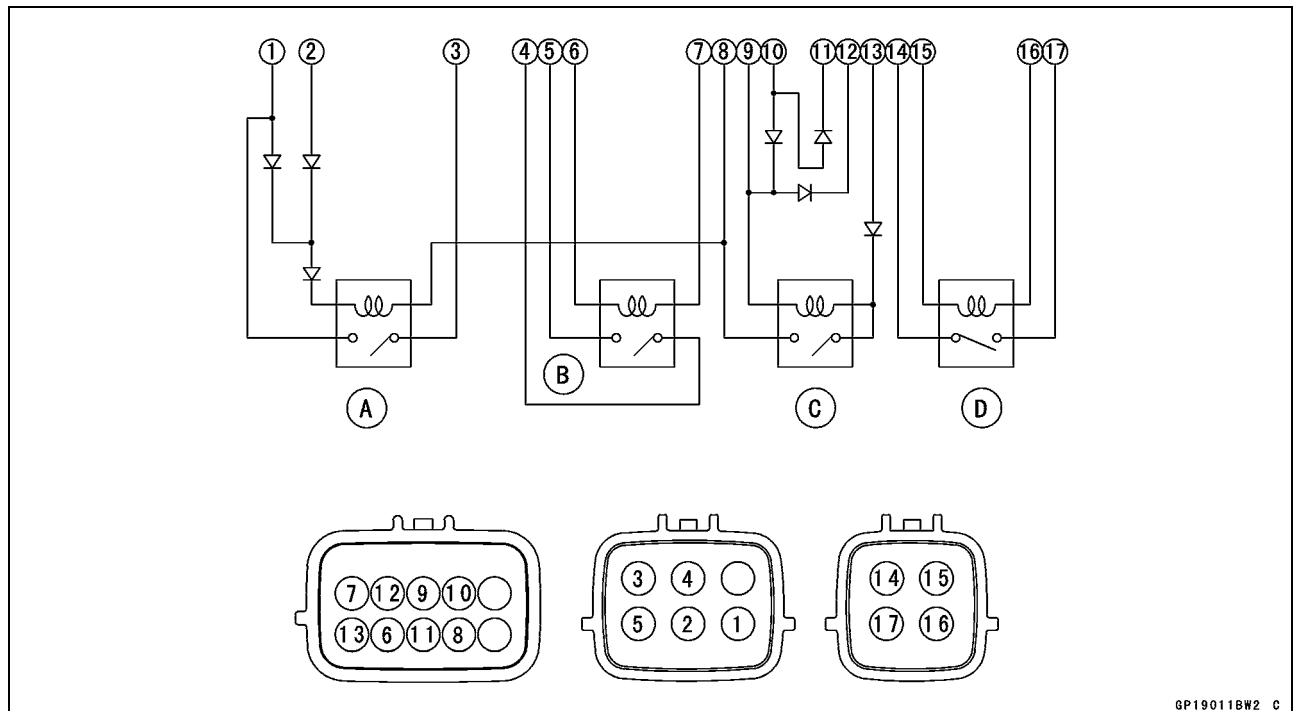 ① ② ③ ④ ⑤ ⑥ ⑦ ⑧ ⑨ ⑩ ⑪ ⑫ ⑬ ⑭ ⑮ ⑯ ⑰
B
A C D
7 12 9 10 3 4 14 15
13 6 11 8 5 2 1 17 16
GP19011BW2 C